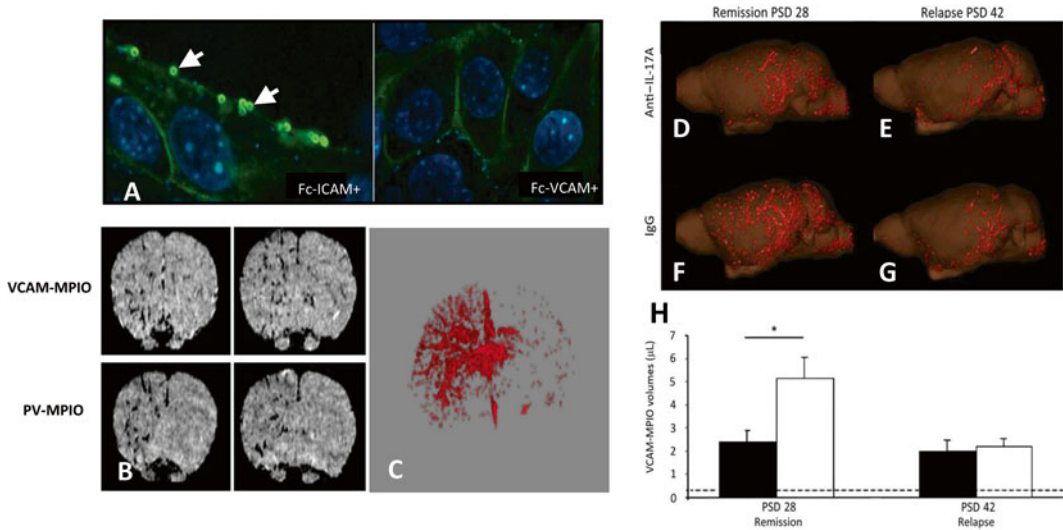 A
Fc-ICAM+
Fc-VCAM+
VCAM-MPIO
PV-MPIO
B
C
Remission PSD 28
Relapse PSD 42
Anti–IL-17A
D
E
IgG
F
G
H
VCAM-MPIO volumes (µL)
7
6
5
4
3
2
1
0
*
PSD 28
Remission
PSD 42
Relapse